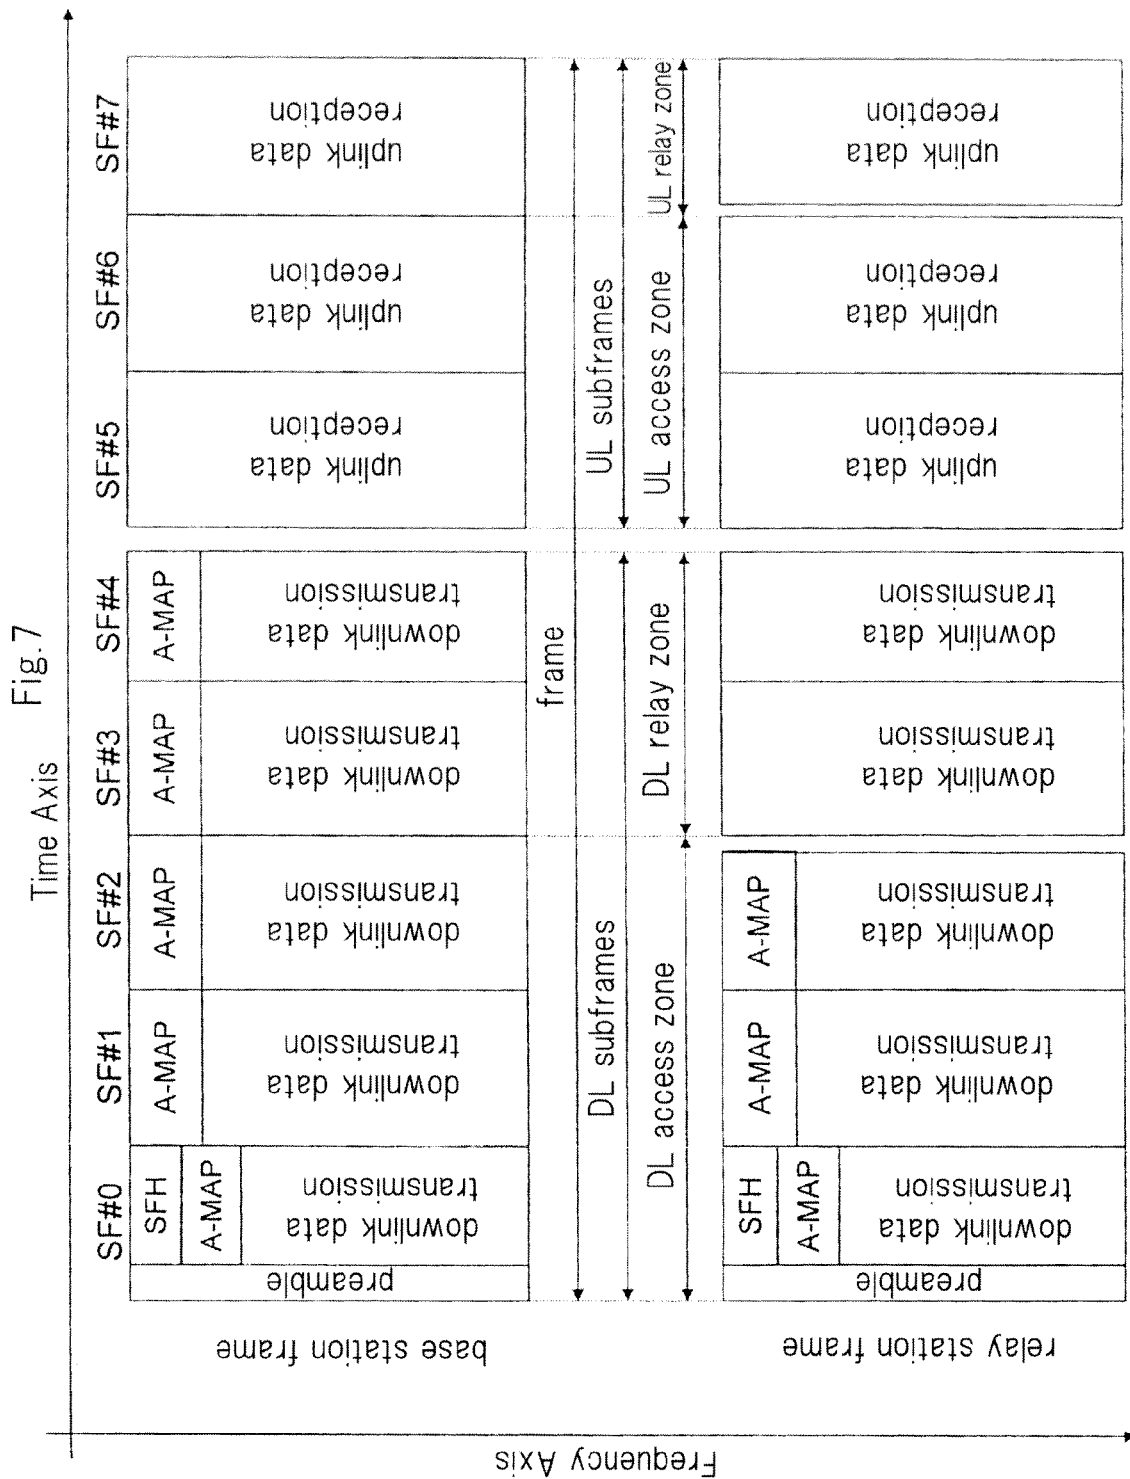 Fig.7
Time Axis
Frequency Axis
SF#0
SF#1
SF#2
SF#3
SF#4
SF#5
SF#6
SF#7
base station frame
preamble
SFH
A-MAP
downlink data
transmission
A-MAP
downlink data
transmission
A-MAP
downlink data
transmission
A-MAP
downlink data
transmission
A-MAP
downlink data
transmission
uplink data
reception
uplink data
reception
uplink data
reception
frame
DL subframes
UL subframes
DL access zone
DL relay zone
UL access zone
UL relay zone
relay station frame
preamble
SFH
A-MAP
downlink data
transmission
A-MAP
downlink data
transmission
A-MAP
downlink data
transmission
downlink data
transmission
downlink data
transmission
uplink data
reception
uplink data
reception
uplink data
reception